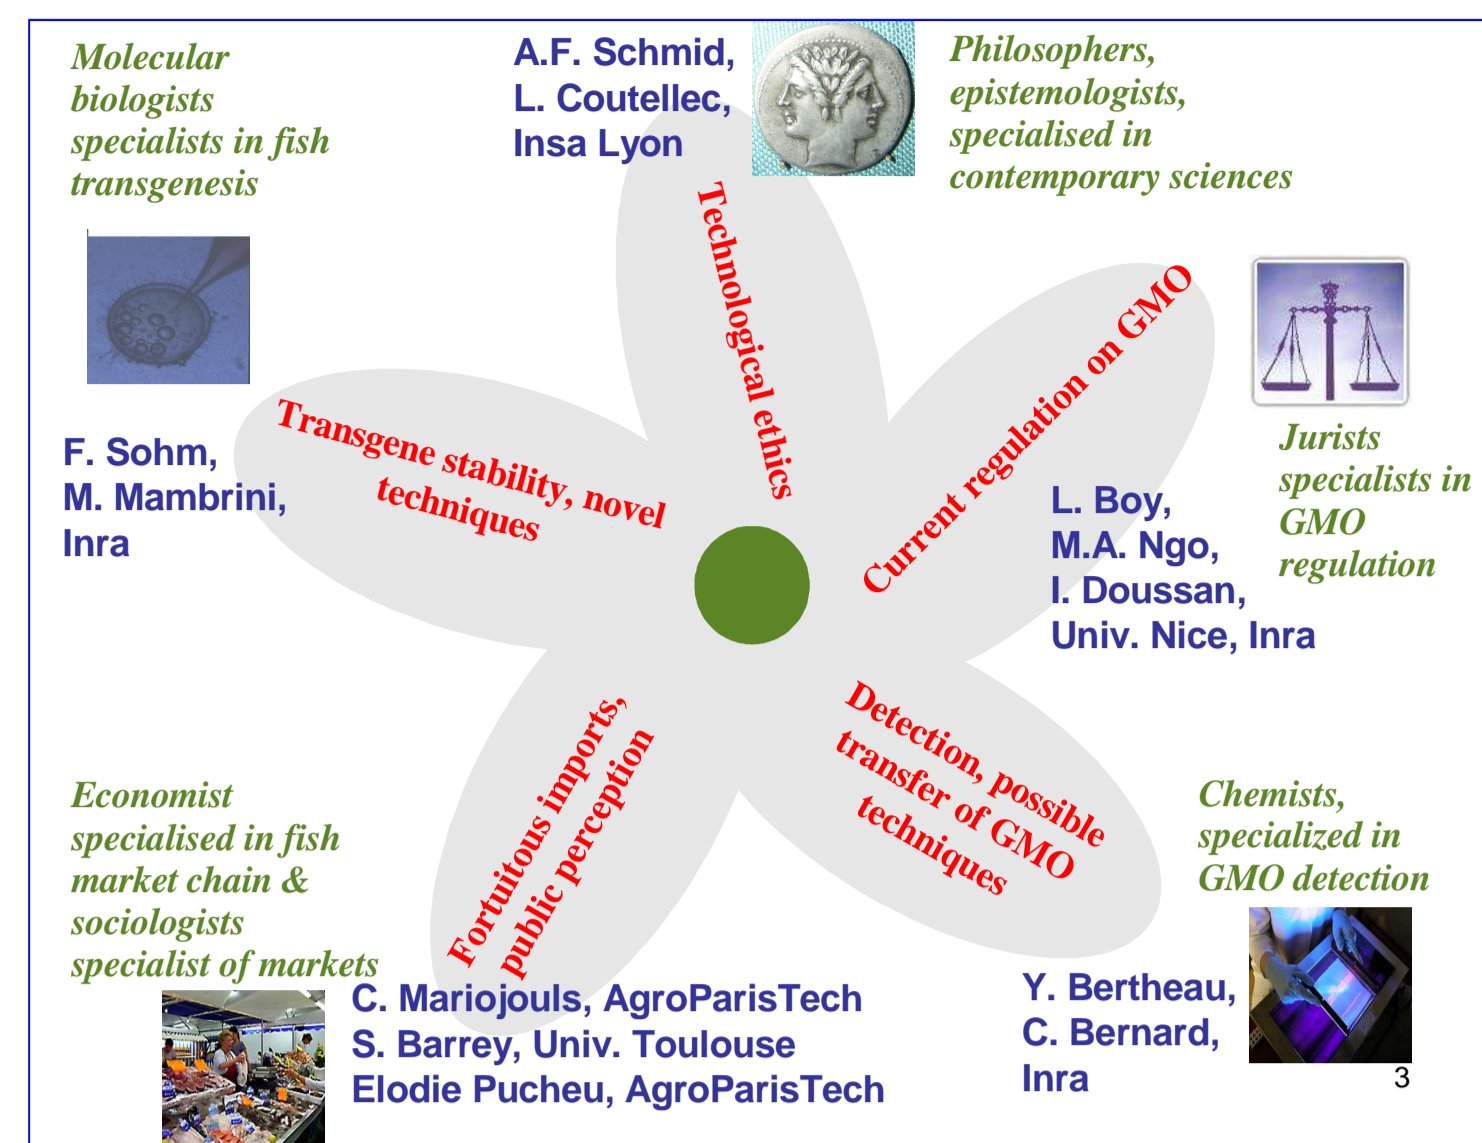 Molecular
biologists
specialists in fish
transgenesis
A.F. Schmid,
L. Coutellec,
Insa Lyon
Philosophers,
epistemologists,
specialised in
contemporary sciences
Technological ethics
Current regulation on GMO
Jurists
specialists in
GMO
regulation
L. Boy,
M.A. Ngo,
I. Doussan,
Univ. Nice, Inra
Transgene stability, novel
techniques
F. Sohm,
M. Mambrini,
Inra
Fortuitous imports,
public perception
Detection, possible
transfer of GMO
techniques
Economist
specialised in fish
market chain &
sociologists
specialist of markets
C. Mariojouls, AgroParisTech
S. Barrey, Univ. Toulouse
Elodie Pucheu, AgroParisTech
Chemists,
specialized in
GMO detection
Y. Bertheau,
C. Bernard,
Inra
3